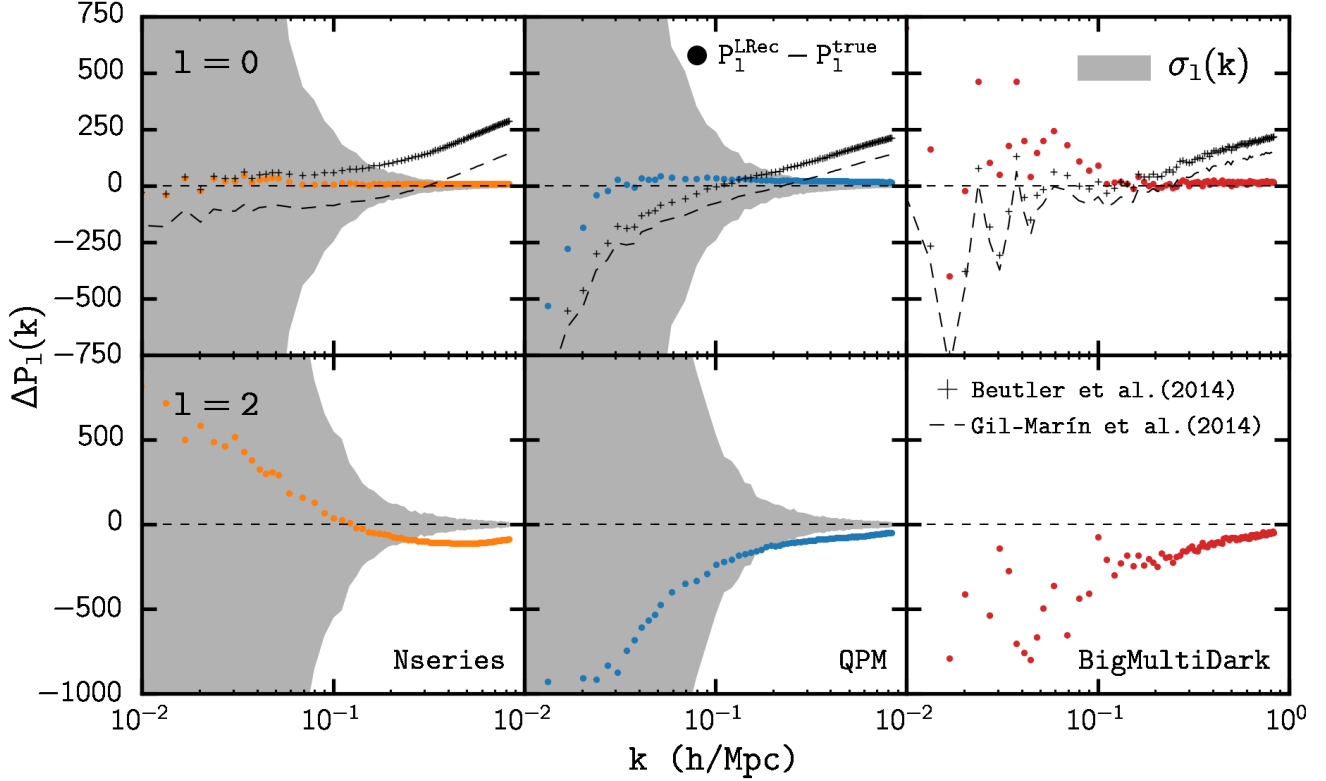 750
500
250
0
−250
−500
−750
l = 0
P_l^LRec − P_l^true
σ_l(k)
ΔP_l(k)
500
0
−500
−1000
l = 2
Beutler et al.(2014)
Gil-Marín et al.(2014)
Nseries
QPM
BigMultiDark
10^−2 10^−1 10^−2 10^−1 10^−2 10^−1 10^0
k (h/Mpc)